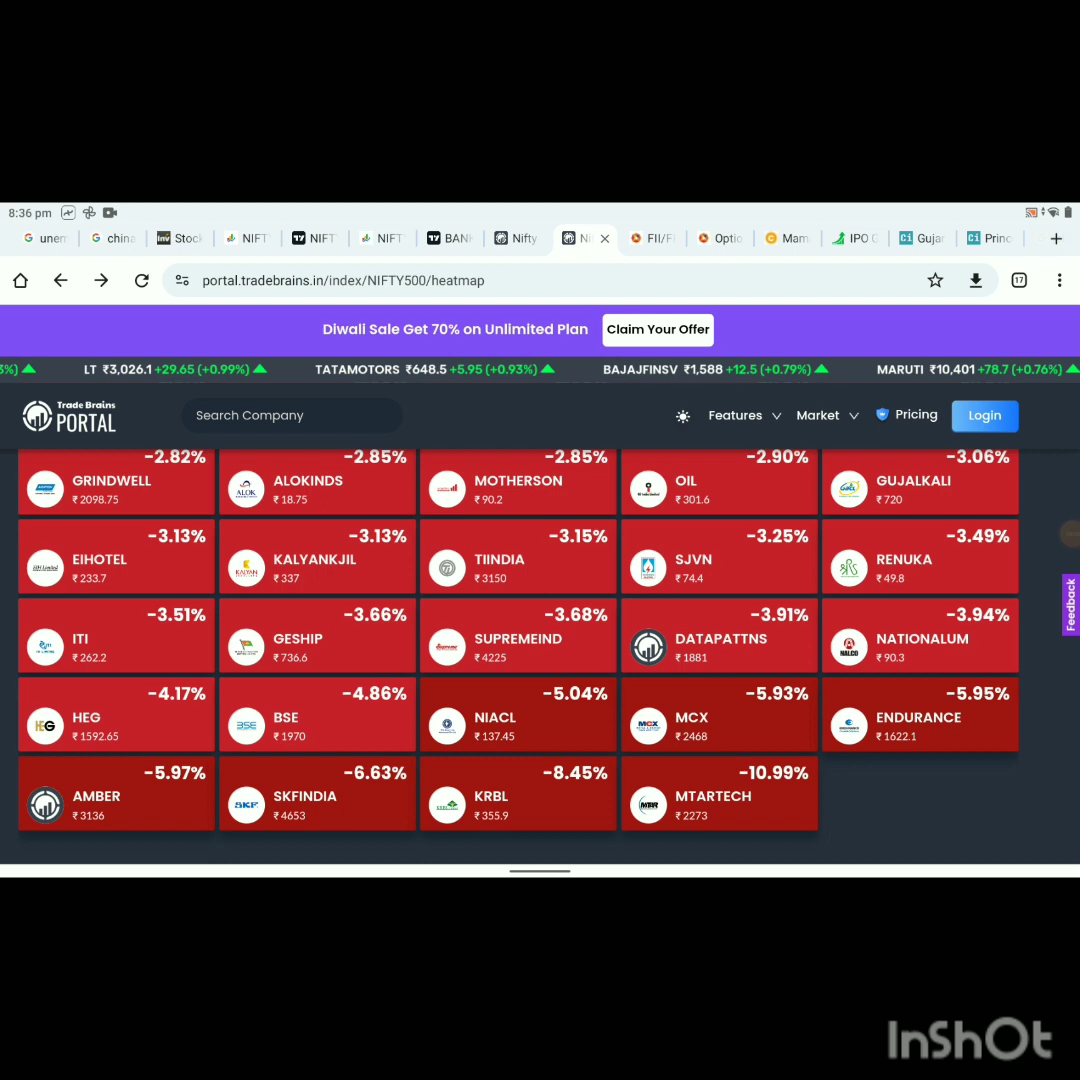 8:36 pm
unem
china
Stock
NIFT
NIFT
NIFT
BANK
Nifty
Ni
FII/FI
Optio
Mam
IPO G
Gujar
Princ
portal.tradebrains.in/index/NIFTY500/heatmap
17
Diwali Sale Get 70% on Unlimited Plan Claim Your Offer
%) LT ₹3,026.1 +29.65 (+0.99%) TATAMOTORS ₹648.5 +5.95 (+0.93%) BAJAJFINSV ₹1,588 +12.5 (+0.79%) MARUTI ₹10,401 +78.7 (+0.76%)
Trade Brains
PORTAL
Search Company
Features Market Pricing Login
-2.82% -2.85% -2.85% -2.90% -3.06%
GRINDWELL ALOKINDS MOTHERSON OIL GUJALKALI
₹ 2098.75 ₹ 18.75 ₹ 90.2 ₹ 301.6 ₹ 720
-3.13% -3.13% -3.15% -3.25% -3.49%
EIHOTEL KALYANKJIL TIINDIA SJVN RENUKA
₹ 233.7 ₹ 337 ₹ 3150 ₹ 74.4 ₹ 49.8
-3.51% -3.66% -3.68% -3.91% -3.94%
ITI GESHIP SUPREMEIND DATAPATTNS NATIONALUM
₹ 262.2 ₹ 736.6 ₹ 4225 ₹ 1881 ₹ 90.3
-4.17% -4.86% -5.04% -5.93% -5.95%
HEG BSE NIACL MCX ENDURANCE
₹ 1592.65 ₹ 1970 ₹ 137.45 ₹ 2468 ₹ 1622.1
-5.97% -6.63% -8.45% -10.99%
AMBER SKFINDIA KRBL MTARTECH
₹ 3136 ₹ 4653 ₹ 355.9 ₹ 2273
Feedback
InShOt